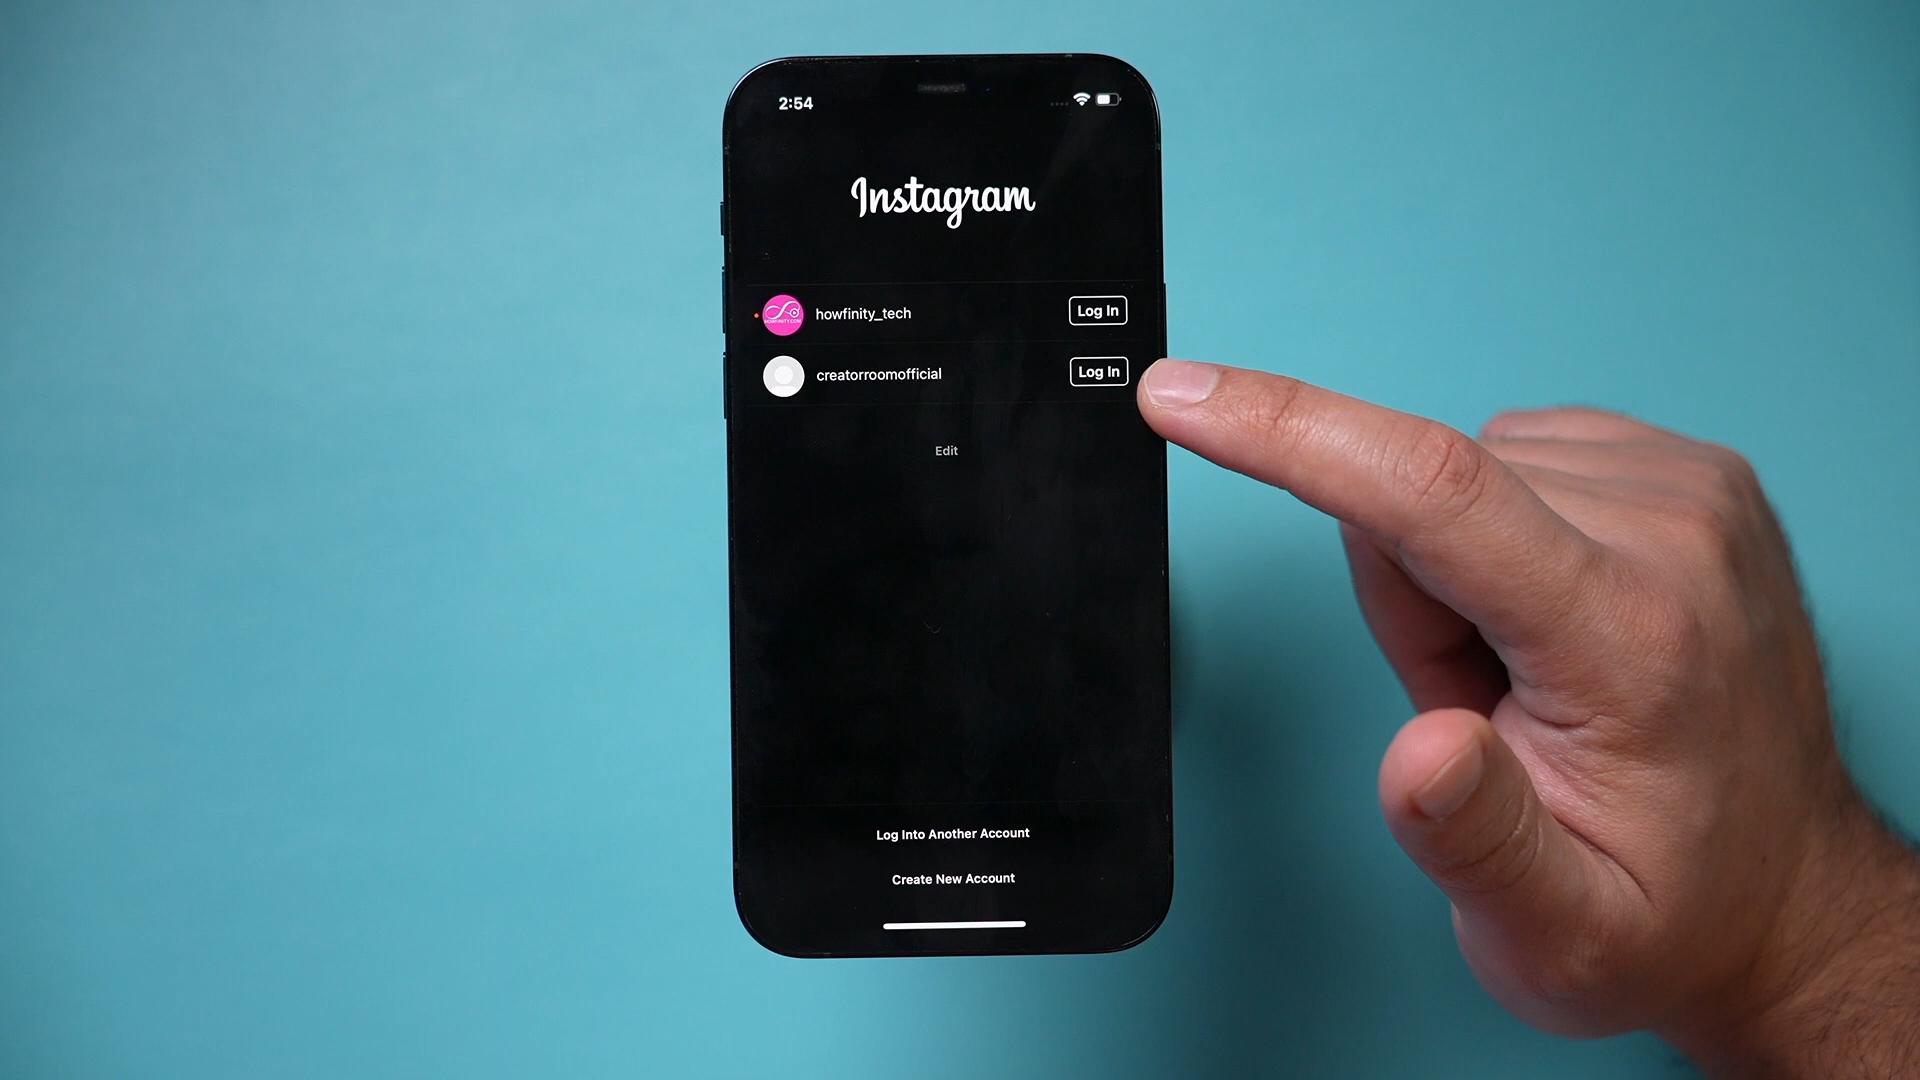 2:54
Instagram
howfinity_tech
Log In
creatorroomofficial
Log In
Edit
Log Into Another Account
Create New Account